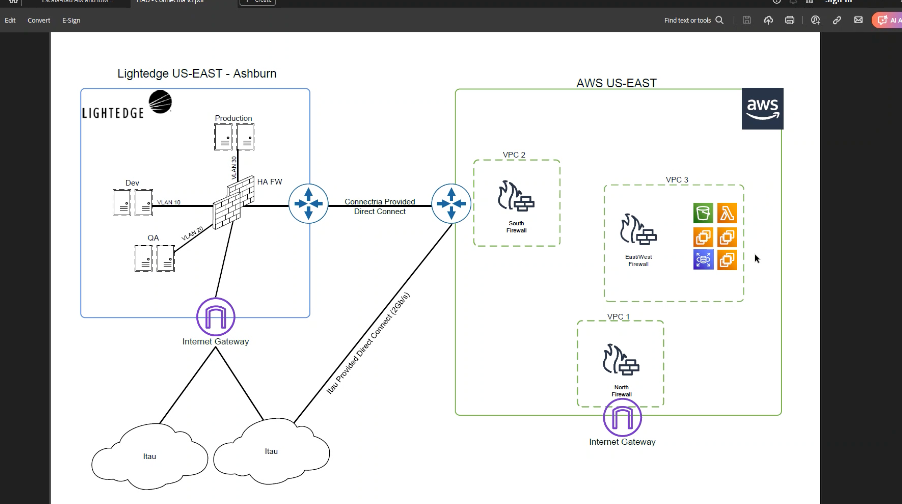 Edit
Convert
E-Sign
Find text or tools
AI A
Lightedge US-EAST - Ashburn
LIGHTEDGE
Production
VLAN 30
HA FW
Dev
VLAN 10
QA
VLAN 20
Internet Gateway
Connectria Provided
Direct Connect
Itau Provided Direct Connect (2Gb/s)
Itau
Itau
AWS US-EAST
aws
VPC 2
South
Firewall
VPC 3
East/West
Firewall
VPC 1
North
Firewall
Internet Gateway